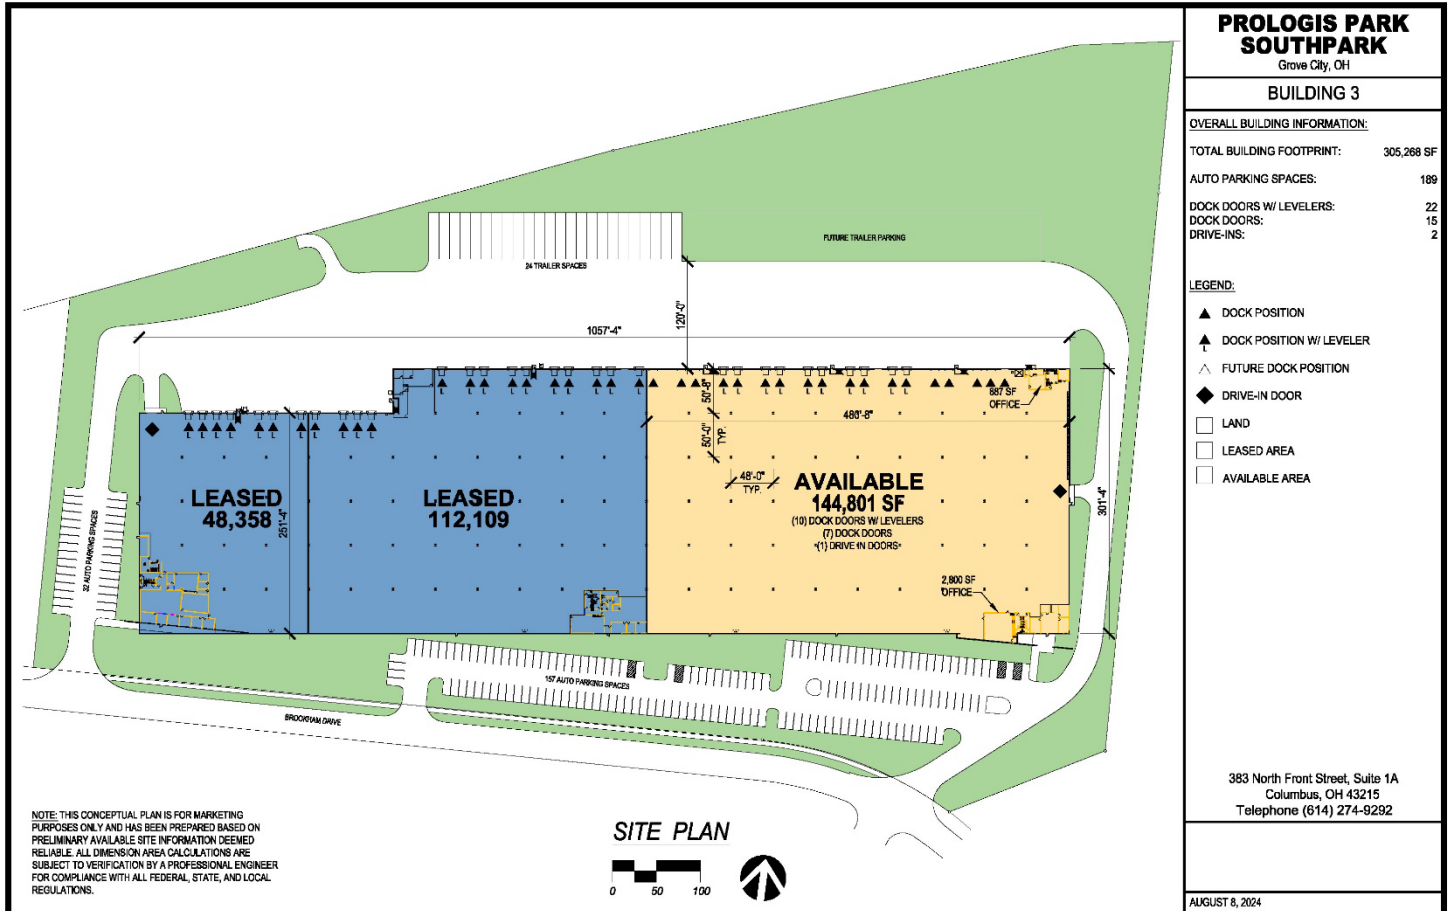 PROLOGIS PARK
SOUTHPARK
Grove City, OH
BUILDING 3
OVERALL BUILDING INFORMATION:
TOTAL BUILDING FOOTPRINT: 305,268 SF
AUTO PARKING SPACES: 189
DOCK DOORS W/ LEVELERS: 22
DOCK DOORS: 15
DRIVE-INS: 2
LEGEND:
DOCK POSITION
L DOCK POSITION W/ LEVELER
FUTURE DOCK POSITION
DRIVE-IN DOOR
LAND
LEASED AREA
AVAILABLE AREA
383 North Front Street, Suite 1A
Columbus, OH 43215
Telephone (614) 274-9292
AUGUST 8, 2024
FUTURE TRAILER PARKING
24 TRAILER SPACES
120'-0"
1057'-4"
50'-8"
887 SF
OFFICE
486'-8"
50'-0"
TYP.
48'-0"
TYP.
LEASED
48,358
251'-4"
LEASED
112,109
AVAILABLE
144,801 SF
(10) DOCK DOORS W/ LEVELERS
(7) DOCK DOORS
(1) DRIVE IN DOORS
301'-4"
2,800 SF
OFFICE
32 AUTO PARKING SPACES
157 AUTO PARKING SPACES
BROOKHAM DRIVE
NOTE: THIS CONCEPTUAL PLAN IS FOR MARKETING
PURPOSES ONLY AND HAS BEEN PREPARED BASED ON
PRELIMINARY AVAILABLE SITE INFORMATION DEEMED
RELIABLE. ALL DIMENSION AREA CALCULATIONS ARE
SUBJECT TO VERIFICATION BY A PROFESSIONAL ENGINEER
FOR COMPLIANCE WITH ALL FEDERAL, STATE, AND LOCAL
REGULATIONS.
SITE PLAN
0 50 100